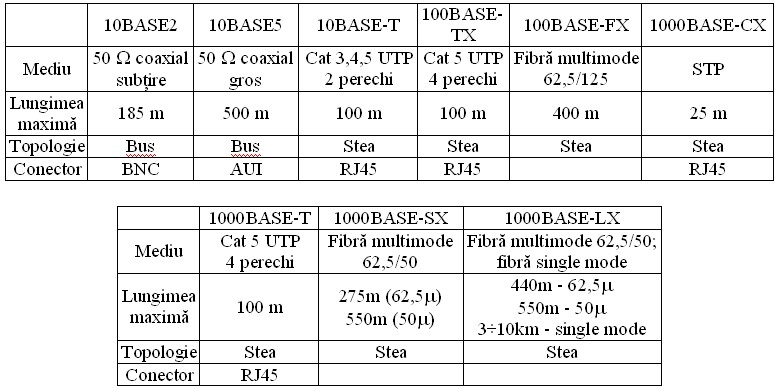 10BASE2 10BASE5 10BASE-T 100BASE-TX 100BASE-FX 1000BASE-CX
Mediu 50 Ω coaxial subţire 50 Ω coaxial gros Cat 3,4,5 UTP 2 perechi Cat 5 UTP 4 perechi Fibră multimode 62,5/125 STP
Lungimea maximă 185 m 500 m 100 m 100 m 400 m 25 m
Topologie Bus Bus Stea Stea Stea Stea
Conector BNC AUI RJ45 RJ45 RJ45
1000BASE-T 1000BASE-SX 1000BASE-LX
Mediu Cat 5 UTP 4 perechi Fibră multimode 62,5/50 Fibră multimode 62,5/50; fibră single mode
Lungimea maximă 100 m 275m (62,5μ) 550m (50μ) 440m - 62,5μ 550m - 50μ 3÷10km - single mode
Topologie Stea Stea Stea
Conector RJ45